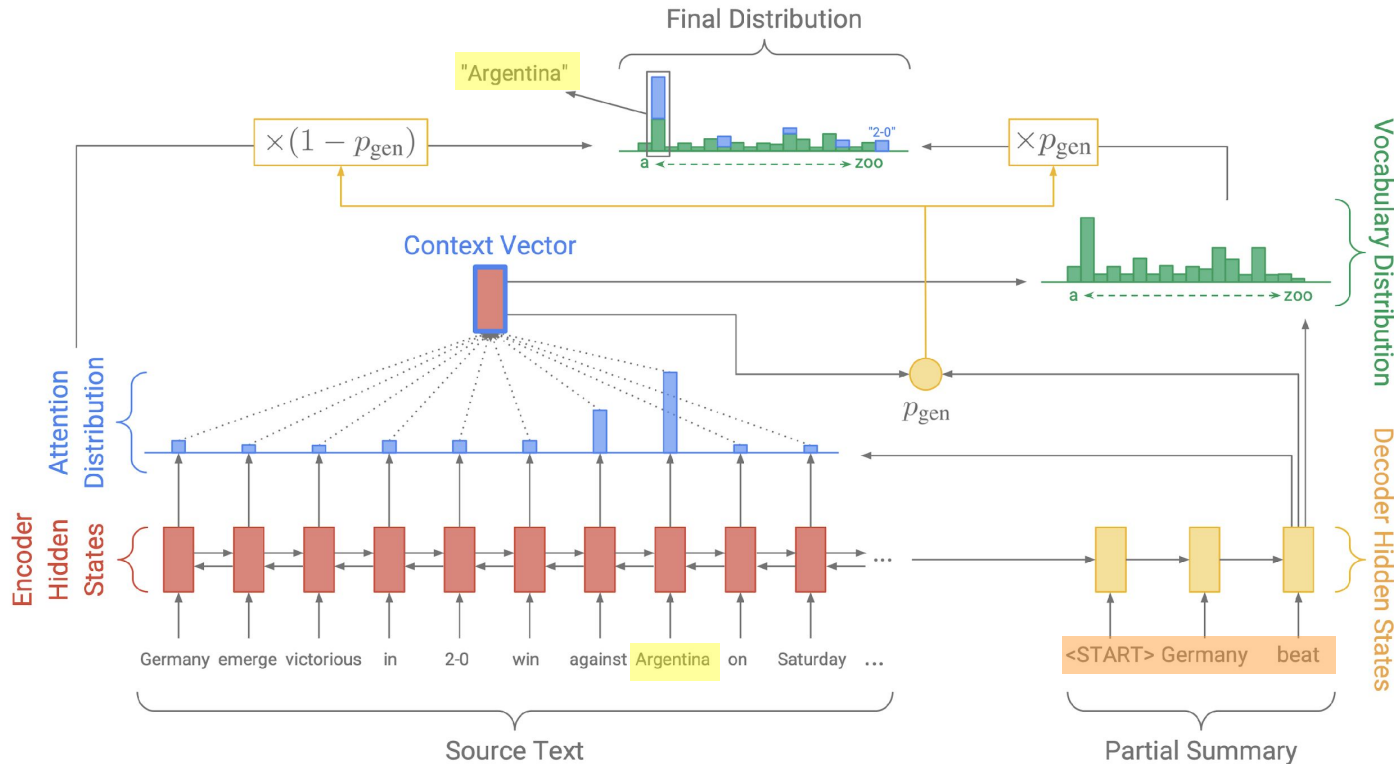 Final Distribution
"Argentina"
×(1 − pgen)
"2-0"
×pgen
a
zoo
Context Vector
Vocabulary Distribution
a
zoo
Attention
Distribution
pgen
Encoder
Hidden
States
...
Decoder Hidden States
Germany emerge victorious in 2-0 win against Argentina on Saturday ...
<START> Germany beat
Source Text
Partial Summary